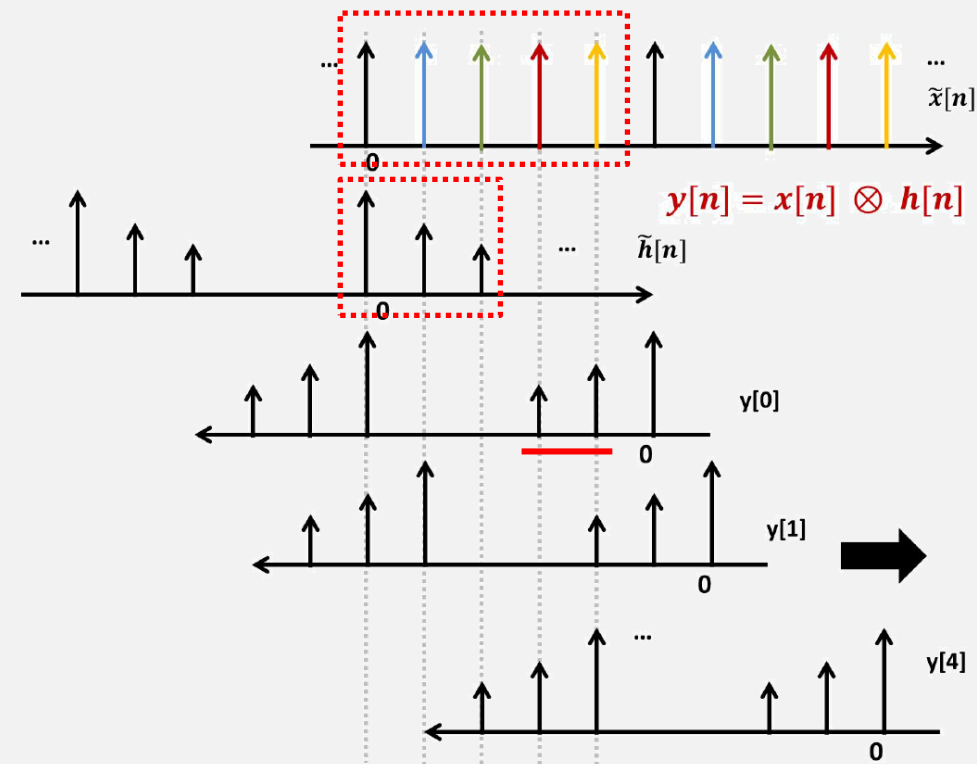 ... ...
x̃[n]
0
y[n] = x[n] ⊗ h[n]
... ... h̃[n]
0
y[0]
0
y[1]
0
...
y[4]
0